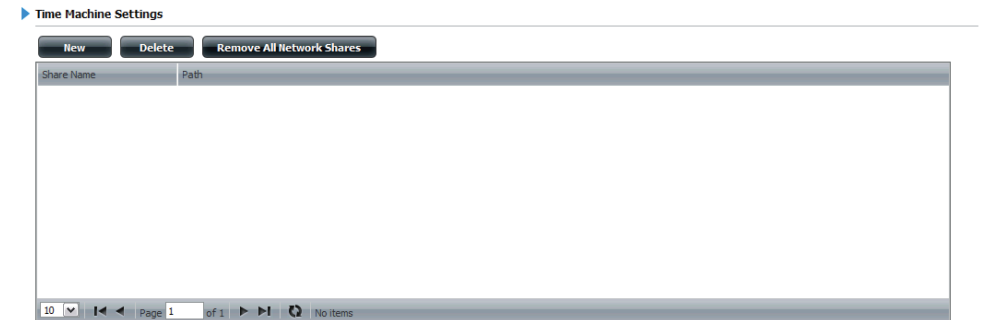 Time Machine Settings
New Delete Remove All Network Shares
Share Name Path
10 Page 1 of 1 No items